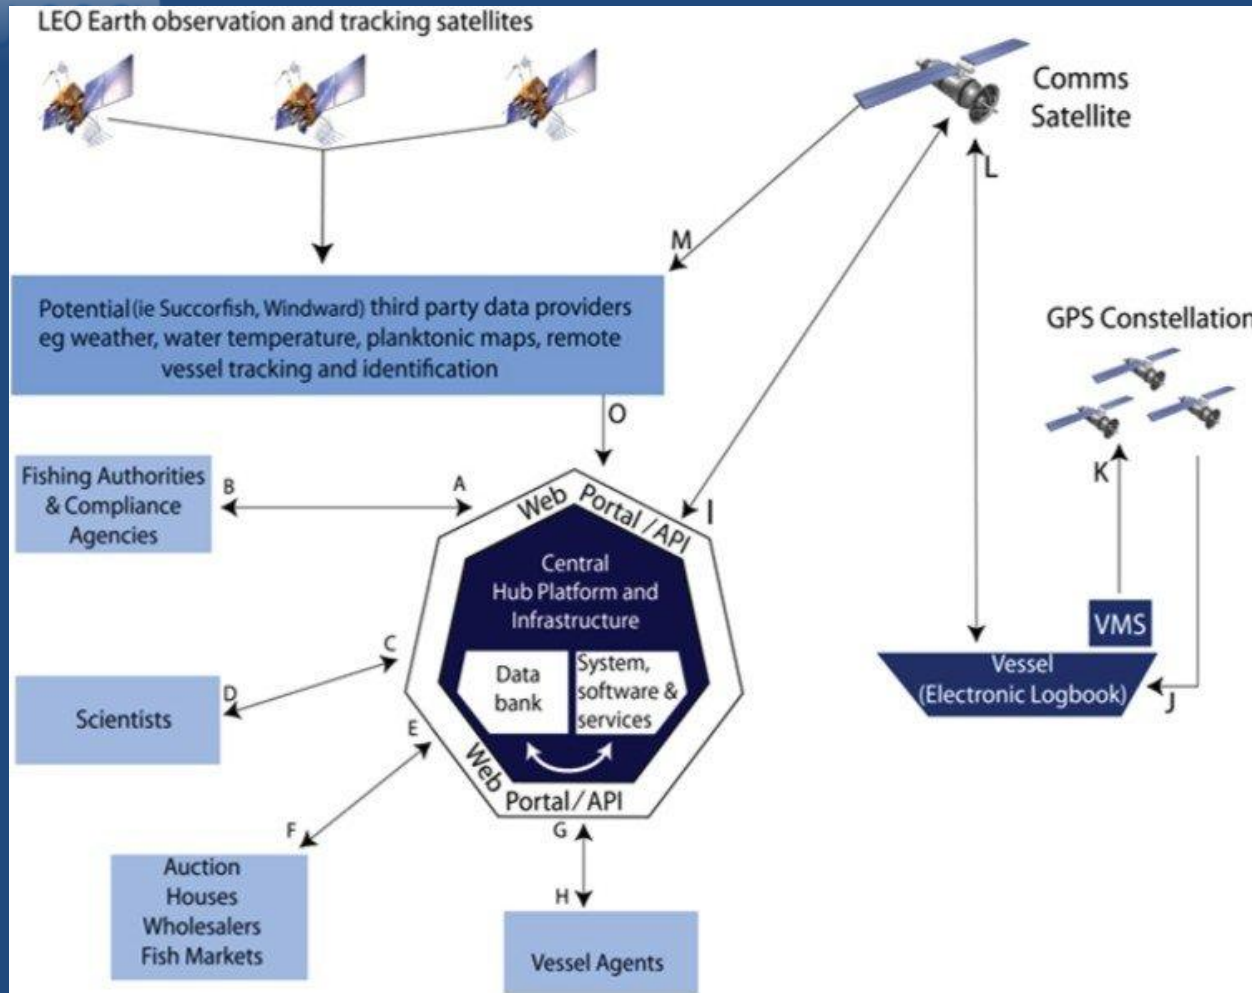 LEO Earth observation and tracking satellites
Comms
Satellite
L
M
Potential (ie Succorfish, Windward) third party data providers
eg weather, water temperature, planktonic maps, remote
vessel tracking and identification
GPS Constellation
O
K
Fishing Authorities
& Compliance
Agencies
B
A
I
Web Portal / API
Central
Hub Platform and
Infrastructure
VMS
Vessel
(Electronic Logbook)
J
C
D
Scientists
Data
bank
System,
software &
services
E
Web Portal / API
F
G
H
Auction
Houses
Wholesalers
Fish Markets
Vessel Agents